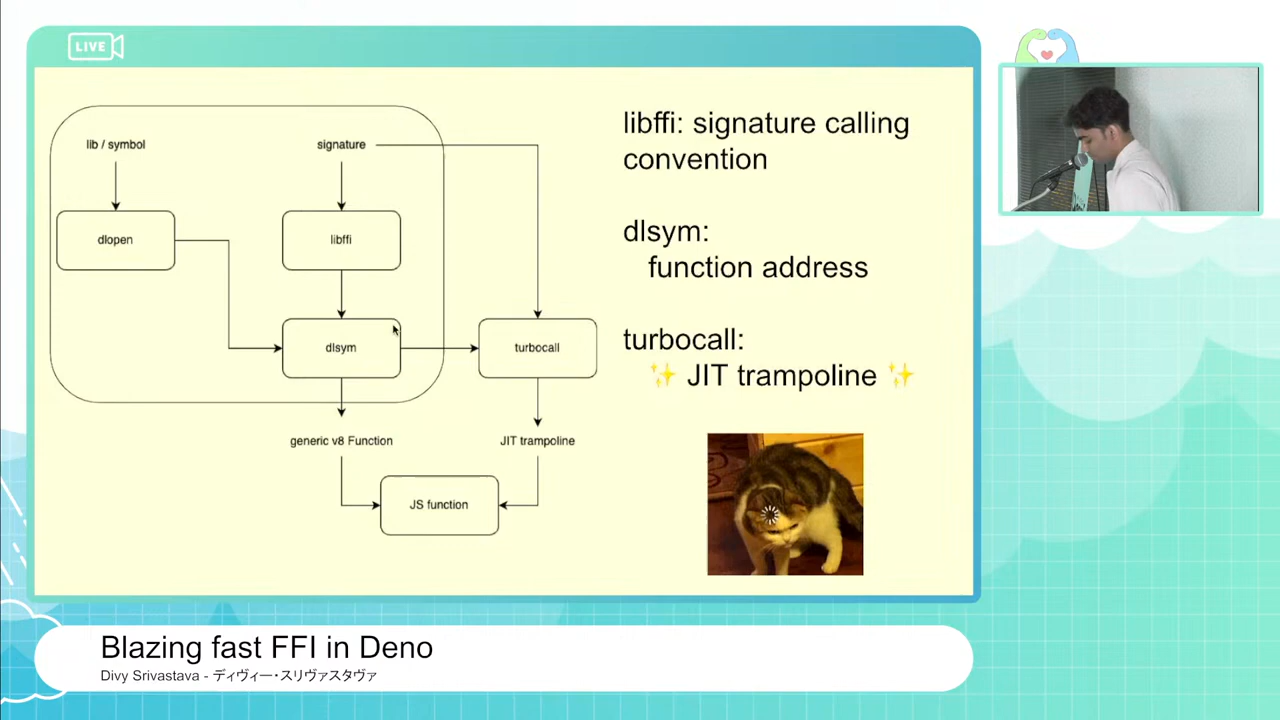 LIVE
lib / symbol
signature
dlopen
libffi
dlsym
turbocall
generic v8 Function
JIT trampoline
JS function
libffi: signature calling
convention
dlsym:
function address
turbocall:
✨ JIT trampoline ✨
Blazing fast FFI in Deno
Divy Srivastava - ディヴィー・スリヴァスタヴァ